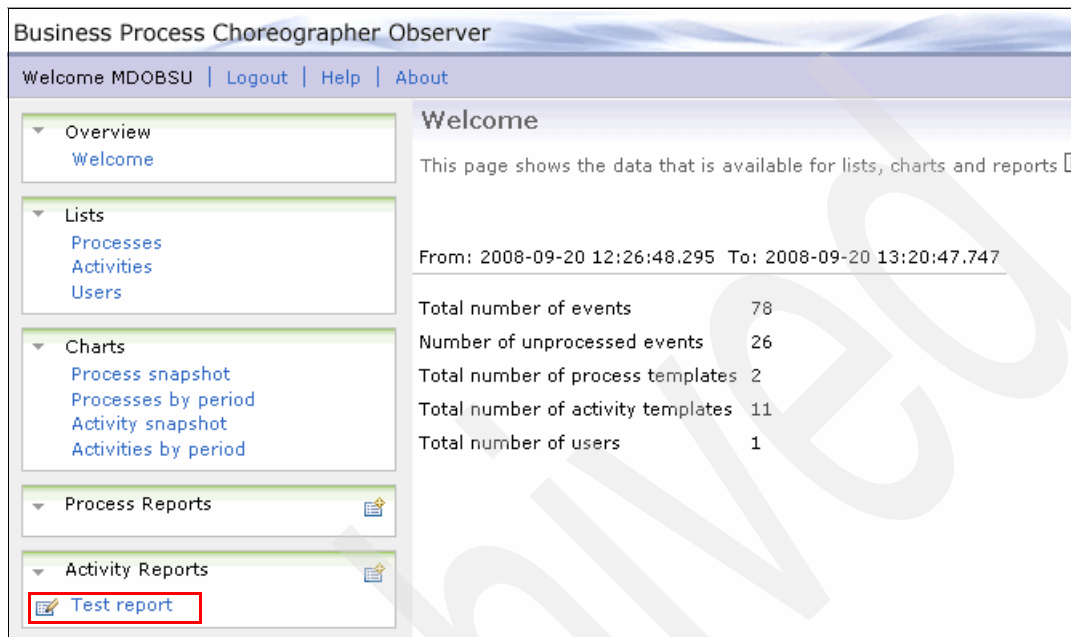 Business Process Choreographer Observer
Welcome MDOBSU | Logout | Help | About
Overview
Welcome
Lists
Processes
Activities
Users
Charts
Process snapshot
Processes by period
Activity snapshot
Activities by period
Process Reports
Activity Reports
Test report
Welcome
This page shows the data that is available for lists, charts and reports
From: 2008-09-20 12:26:48.295 To: 2008-09-20 13:20:47.747
Total number of events 78
Number of unprocessed events 26
Total number of process templates 2
Total number of activity templates 11
Total number of users 1
hived